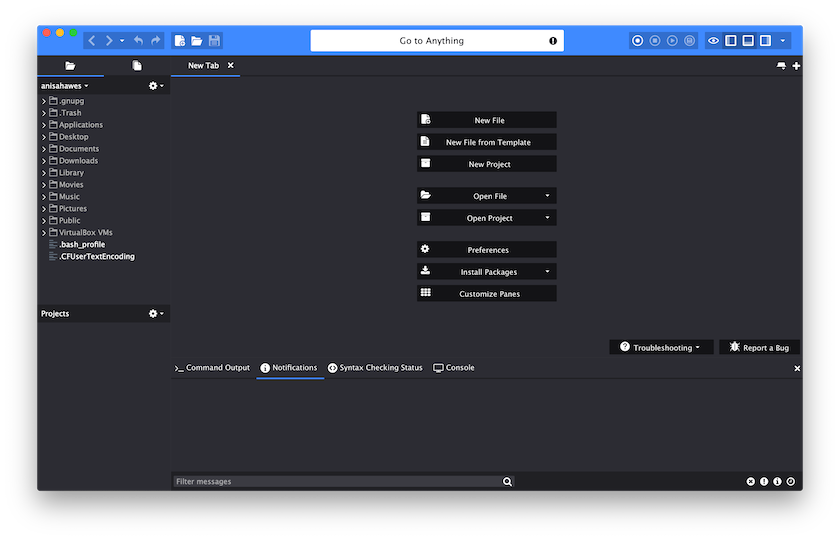 Go to Anything
New Tab
anisahawes
.gnupg
.Trash
Applications
Desktop
Documents
Downloads
Library
Movies
Music
Pictures
Public
VirtualBox VMs
.bash_profile
.CFUserTextEncoding
Projects
New File
New File from Template
New Project
Open File
Open Project
Preferences
Install Packages
Customize Panes
Troubleshooting
Report a Bug
Command Output
Notifications
Syntax Checking Status
Console
Filter messages